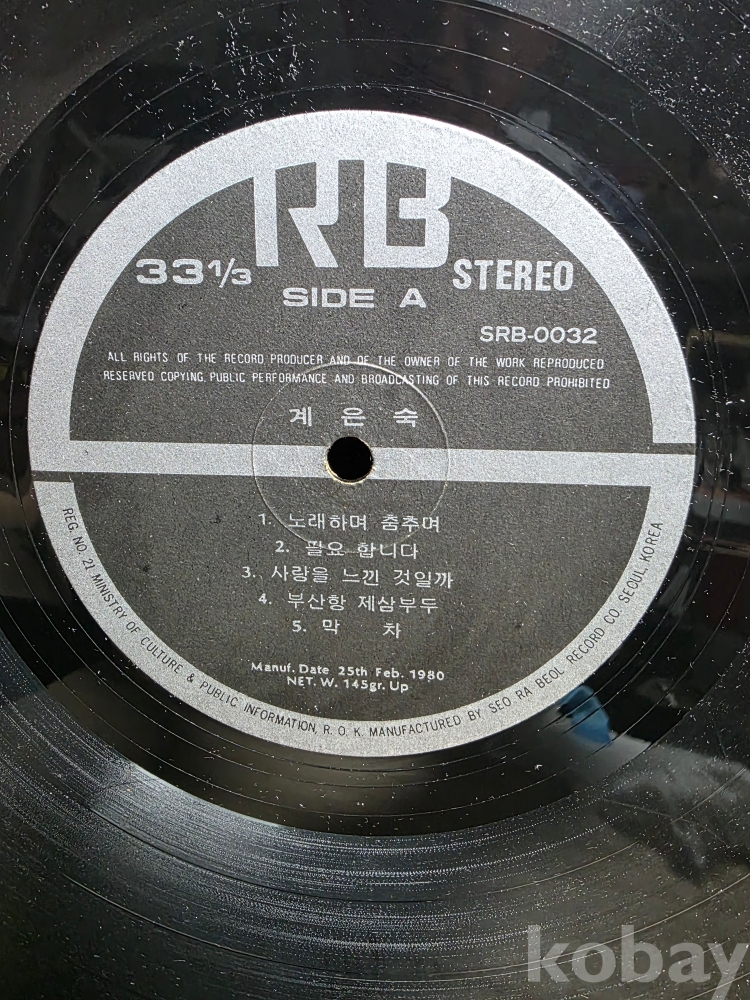 RB
33 1/3
STEREO
SIDE A
SRB-0032
ALL RIGHTS OF THE RECORD PRODUCER AND OF THE OWNER OF THE WORK REPRODUCED
RESERVED COPYING. PUBLIC PERFORMANCE AND BROADCASTING OF THIS RECORD PROHIBITED
계 은 숙
1. 노래하며 춤추며
2. 필요 합니다
3. 사랑을 느낀 것일까
4. 부산항 제삼부두
5. 막 차
Manuf. Date 25th Feb. 1980
NET. W. 145gr. Up
REG. NO. 21 MINISTRY OF CULTURE & PUBLIC INFORMATION, R. O. K. MANUFACTURED BY SEO RA BEOL RECORD CO. SEOUL, KOREA
kobay